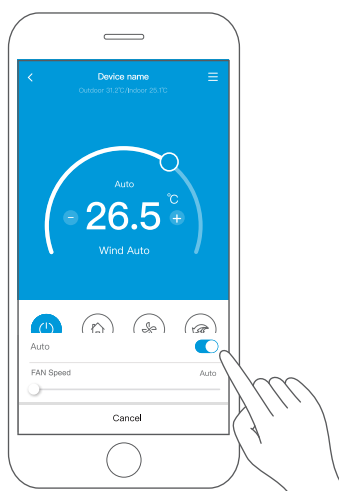 Device name
Outdoor 31.2℃/Indoor 25.1℃
Auto
℃
- 26.5 +
Wind Auto
Auto
FAN Speed Auto
Cancel